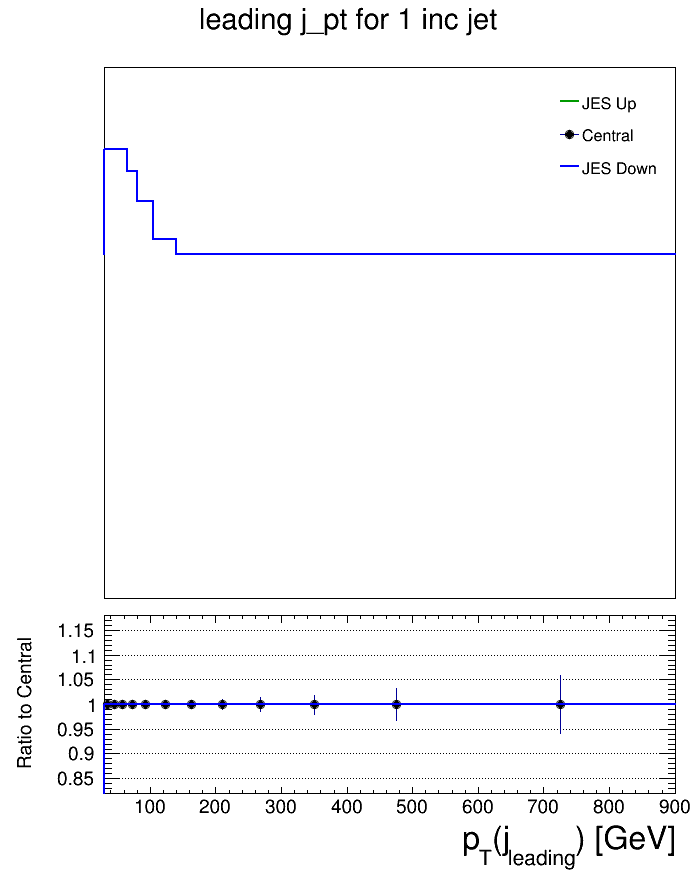 leading j_pt for 1 inc jet
JES Up
Central
JES Down
Ratio to Central
1.15
1.1
1.05
1
0.95
0.9
0.85
100 200 300 400 500 600 700 800 900
p_T(j_leading) [GeV]